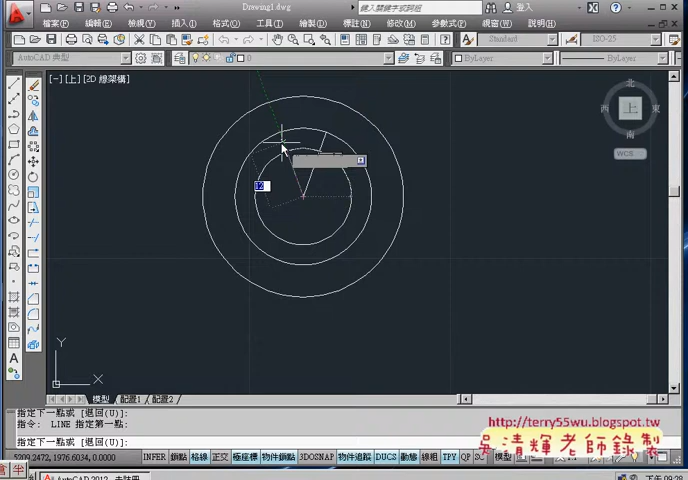 Drawing1.dwg
鍵入關鍵字或片語
登入
檔案(F) 編輯(E) 檢視(V) 插入(I) 格式(O) 工具(T) 繪製(D) 標註(N) 修改(M) 參數式(P) 視窗(W) 說明(H)
Standard ISO-25
AutoCAD 典型 0 ByLayer ByLayer
[−] [上] [2D 線架構]
北
西 上 東
南
WCS
12
Y
X
模型 配置1 配置2
指定下一點或 [退回(U)]:
指令: LINE 指定第一點:
指定下一點或 [退回(U)]:
http://terry55wu.blogspot.tw
吳清輝老師錄製
5209.2472, 1976.6034, 0.0000 INFER 鎖點 格線 正交 極座標 物件鎖點 3DOSNAP 物件追蹤 DUCS 動態 線粗 TPY QP SC 模型
下午 09:28